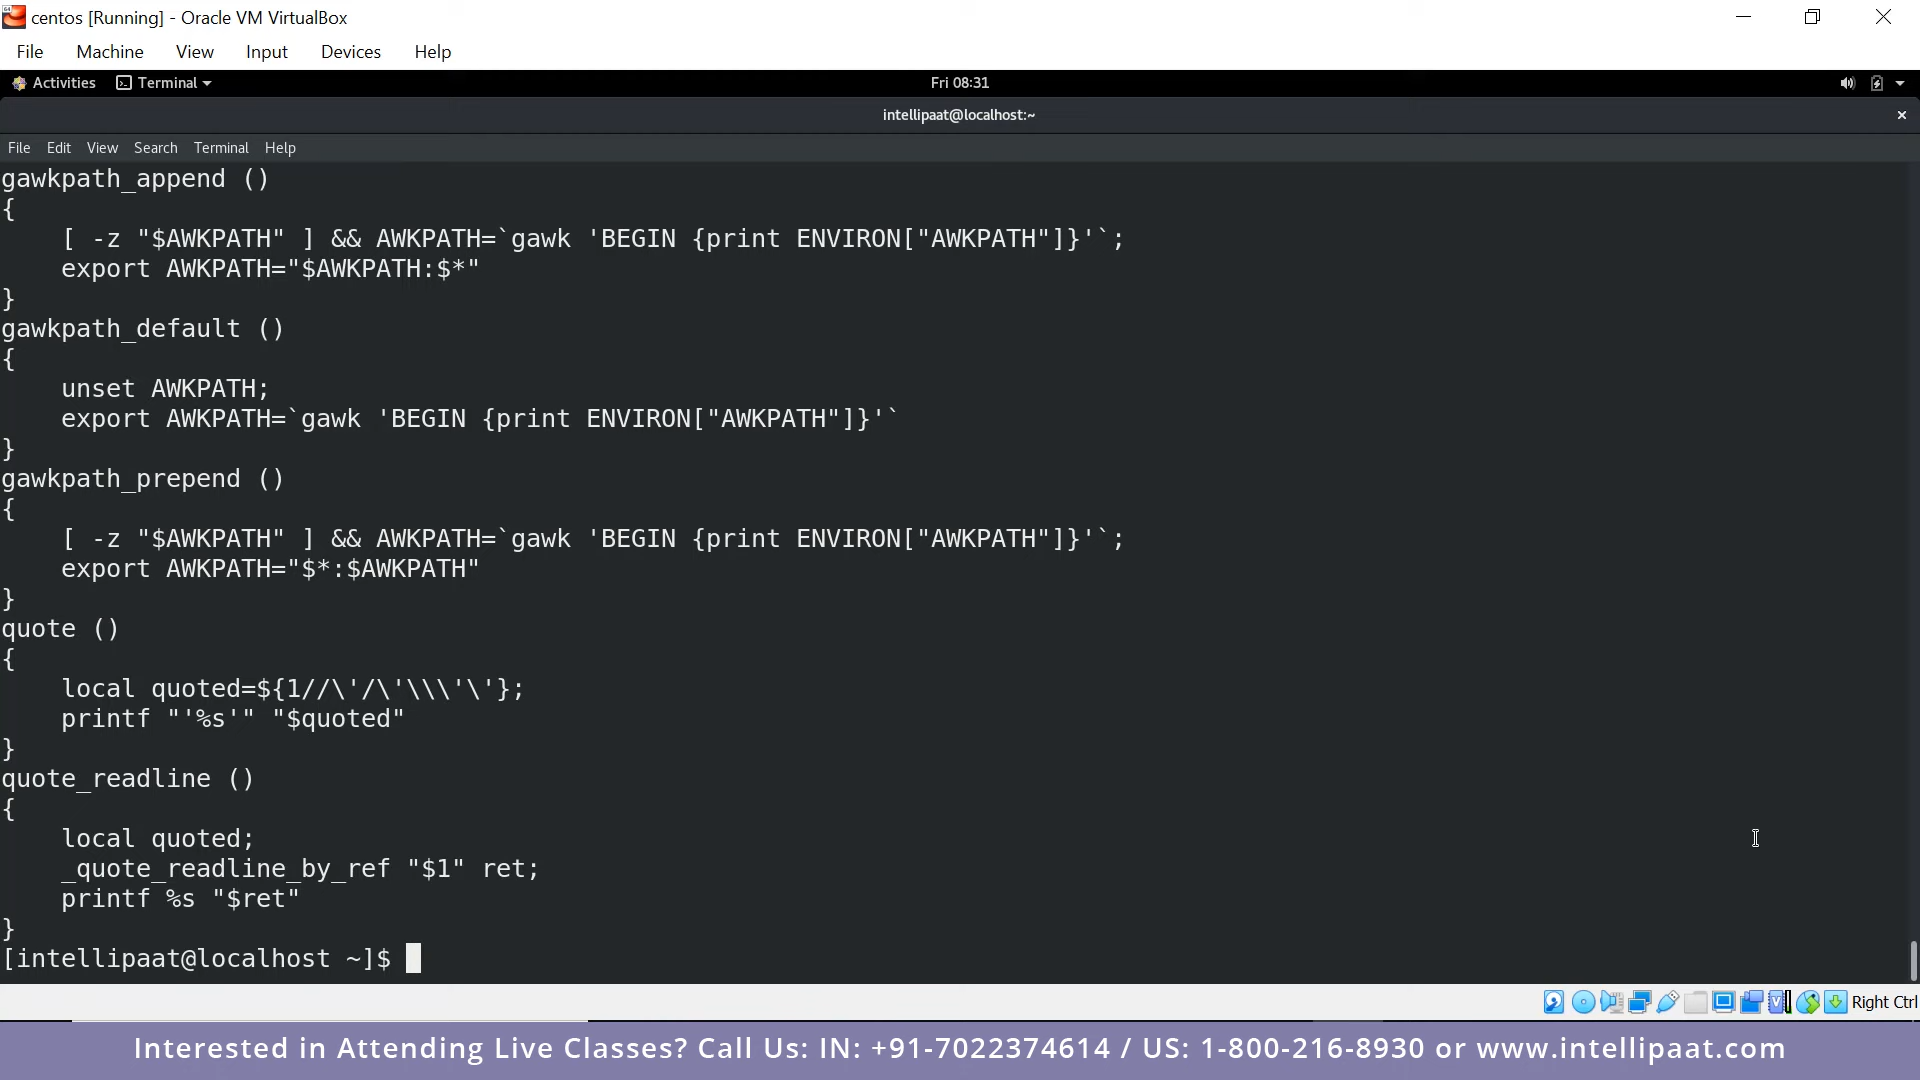 centos [Running] - Oracle VM VirtualBox
File Machine View Input Devices Help
Activities Terminal Fri 08:31
intellipaat@localhost:~
File Edit View Search Terminal Help
gawkpath_append ()
{
    [ -z "$AWKPATH" ] && AWKPATH=`gawk 'BEGIN {print ENVIRON["AWKPATH"]}'`;
    export AWKPATH="$AWKPATH:$*"
}
gawkpath_default ()
{
    unset AWKPATH;
    export AWKPATH=`gawk 'BEGIN {print ENVIRON["AWKPATH"]}'`
}
gawkpath_prepend ()
{
    [ -z "$AWKPATH" ] && AWKPATH=`gawk 'BEGIN {print ENVIRON["AWKPATH"]}'`;
    export AWKPATH="$*:$AWKPATH"
}
quote ()
{
    local quoted=${1//\'/\'\\\'\'};
    printf "'%s'" "$quoted"
}
quote_readline ()
{
    local quoted;
    _quote_readline_by_ref "$1" ret;
    printf %s "$ret"
}
[intellipaat@localhost ~]$
Right Ctrl
Interested in Attending Live Classes? Call Us: IN: +91-7022374614 / US: 1-800-216-8930 or www.intellipaat.com